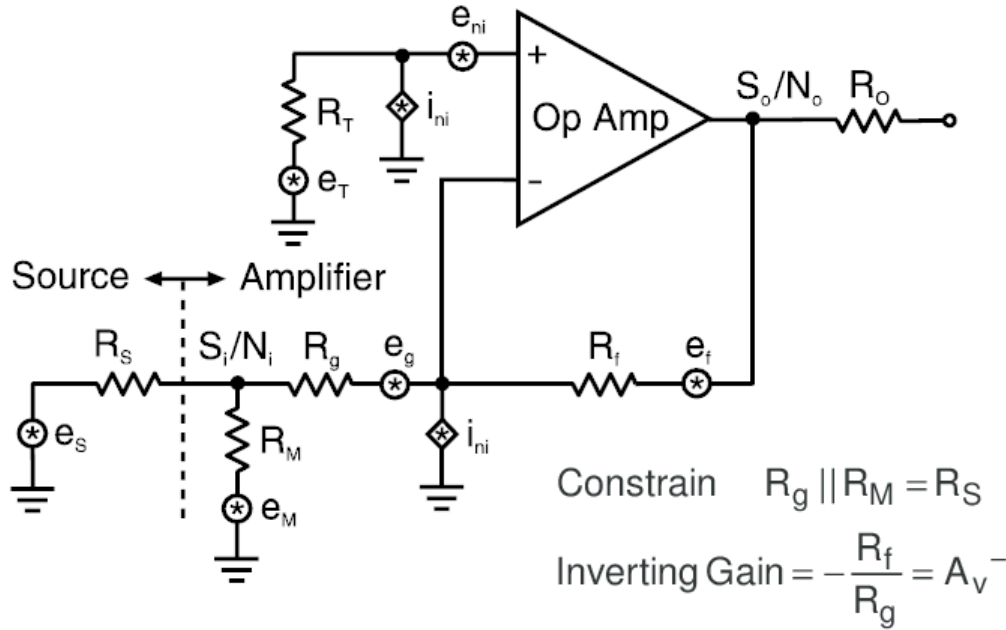 e_ni
+
S_o/N_o R_O
R_T i_ni Op Amp
e_T
−
Source Amplifier
R_S S_i/N_i R_g e_g R_f e_f
e_S R_M i_ni
e_M
Constrain R_g || R_M = R_S
Inverting Gain = − R_f / R_g = A_v⁻